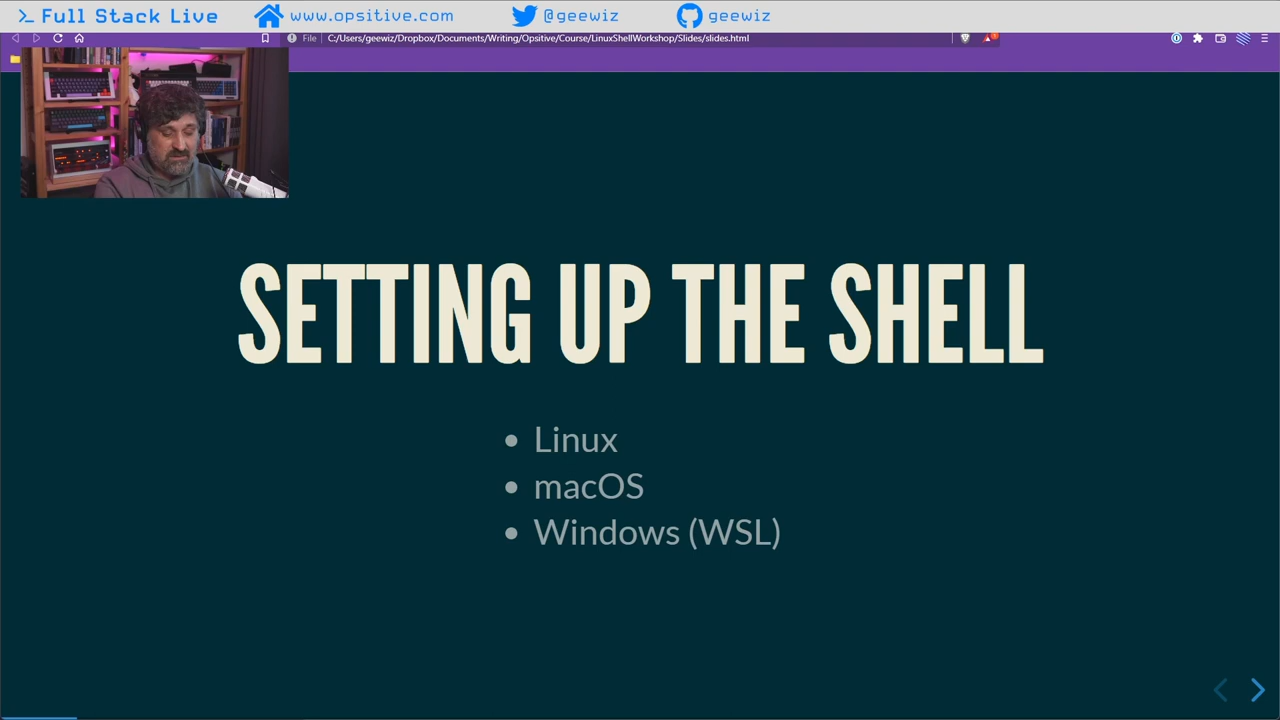 >_ Full Stack Live
www.opsitive.com
@geewiz
geewiz
File
C:/Users/geewiz/Dropbox/Documents/Writing/Opsitive/Course/LinuxShellWorkshop/Slides/slides.html
SETTING UP THE SHELL
• Linux
• macOS
• Windows (WSL)